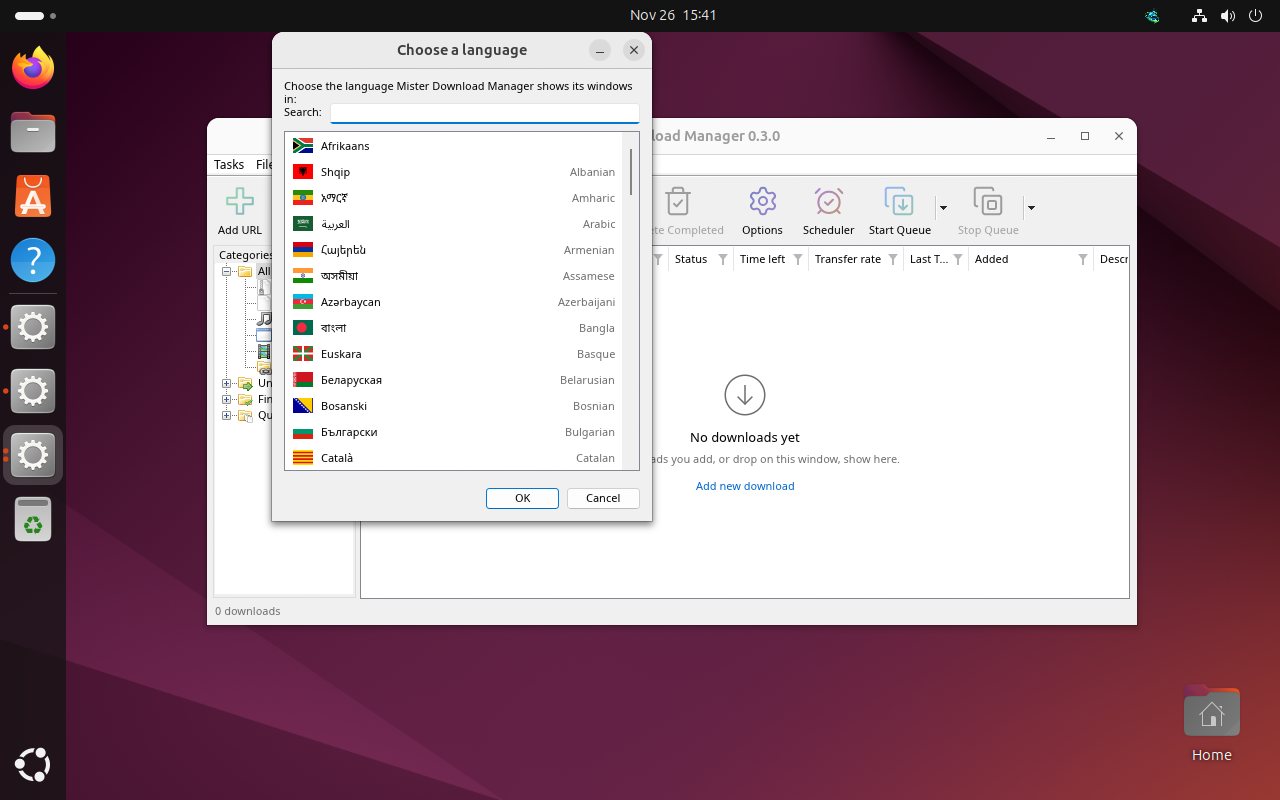 Nov 26 15:41
Choose a language
Choose the language Mister Download Manager shows its windows
in:
Search:
Afrikaans
Shqip Albanian
አማርኛ Amharic
العربية Arabic
Հայերեն Armenian
অসমীয়া Assamese
Azərbaycan Azerbaijani
বাংলা Bangla
Euskara Basque
Беларуская Belarusian
Bosanski Bosnian
Български Bulgarian
Català Catalan
OK Cancel
load Manager 0.3.0
Tasks File
Add URL
te Completed Options Scheduler Start Queue Stop Queue
Categories
All
Un
Fin
Qu
Status Time left Transfer rate Last T... Added Descr
No downloads yet
ads you add, or drop on this window, show here.
Add new download
0 downloads
Home